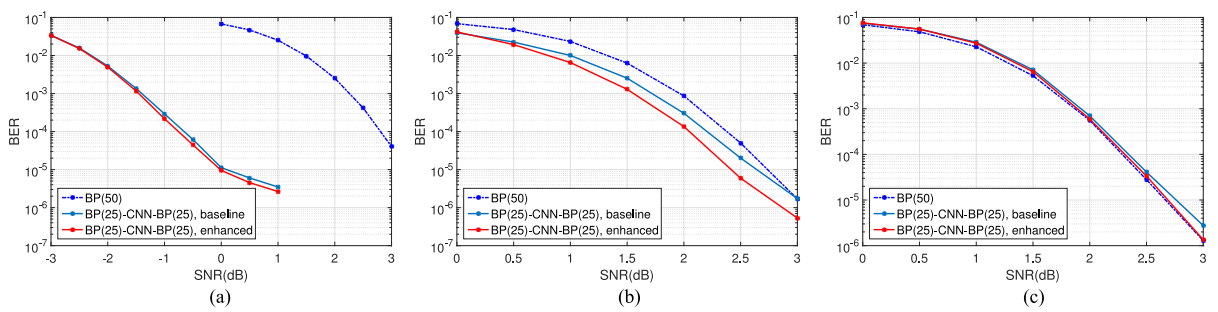 10^-1
10^-2
10^-3
10^-4
10^-5
10^-6
10^-7
BER
BP(50)
BP(25)-CNN-BP(25), baseline
BP(25)-CNN-BP(25), enhanced
-3 -2 -1 0 1 2 3
SNR(dB)
(a)
10^-1
10^-2
10^-3
10^-4
10^-5
10^-6
10^-7
BER
BP(50)
BP(25)-CNN-BP(25), baseline
BP(25)-CNN-BP(25), enhanced
0 0.5 1 1.5 2 2.5 3
SNR(dB)
(b)
10^-1
10^-2
10^-3
10^-4
10^-5
10^-6
BER
BP(50)
BP(25)-CNN-BP(25), baseline
BP(25)-CNN-BP(25), enhanced
0 0.5 1 1.5 2 2.5 3
SNR(dB)
(c)